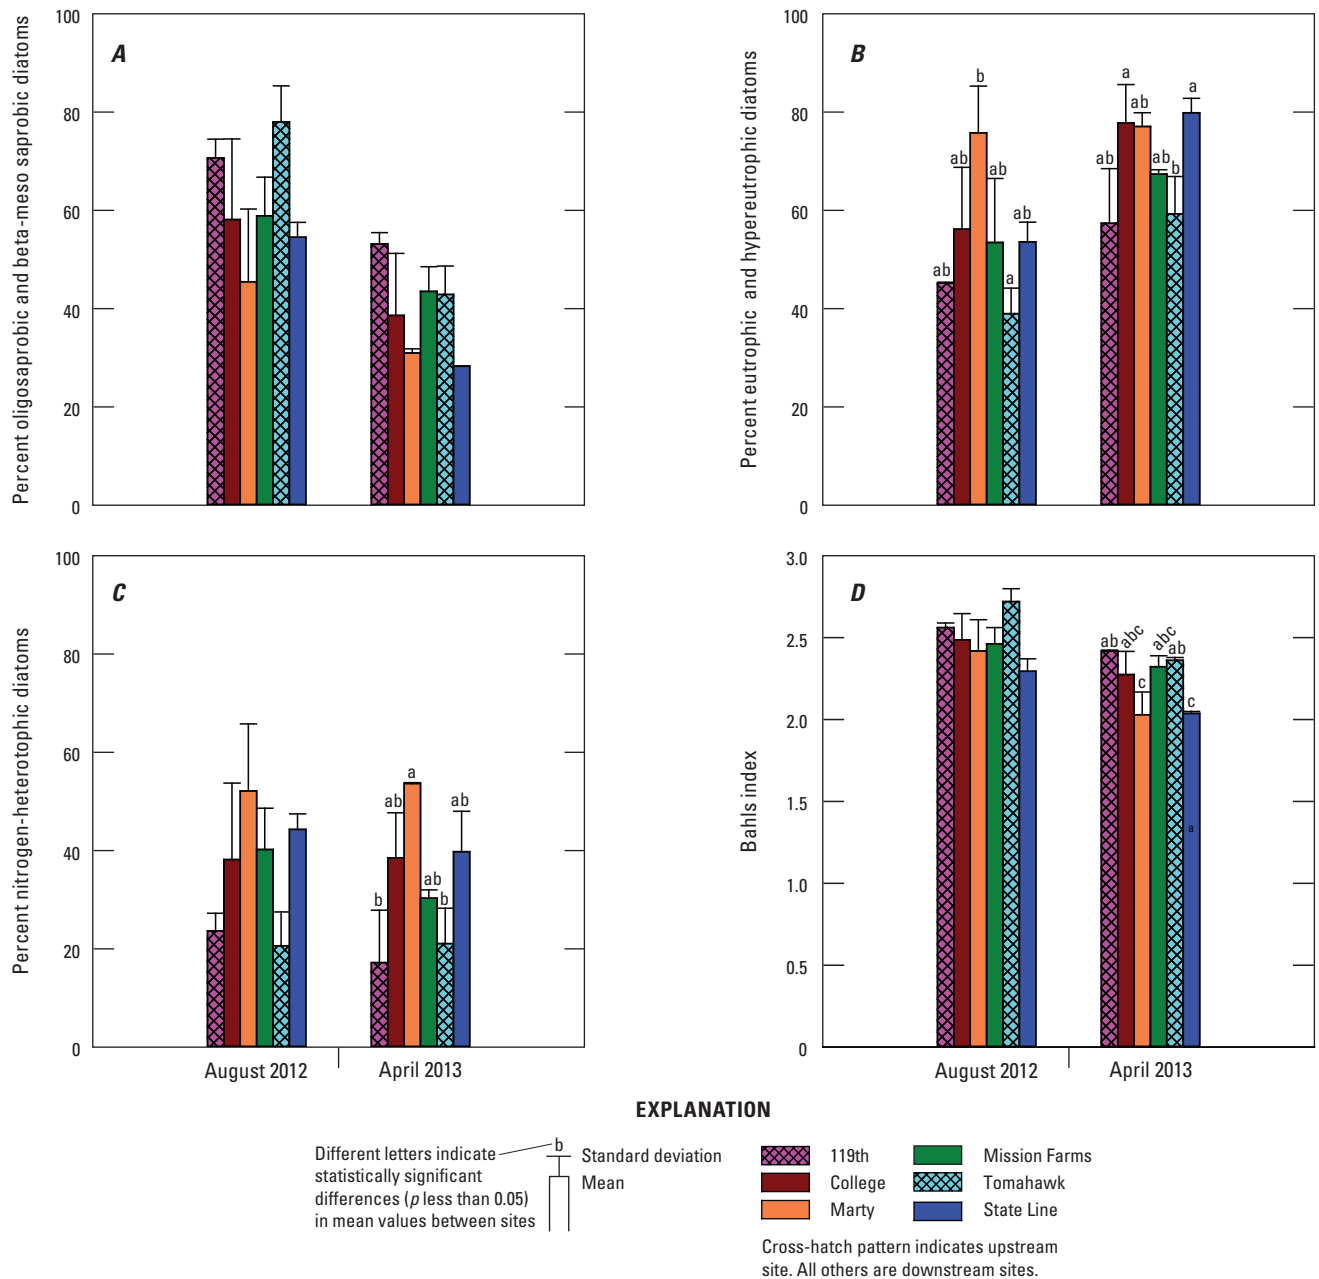 A
Percent oligosaprobic and beta-meso saprobic diatoms
100
80
60
40
20
0
B
Percent eutrophic and hypereutrophic diatoms
100
80
60
40
20
0
ab
ab
b
ab
a
ab
ab
a
ab
ab
b
a
C
Percent nitrogen-heterotophic diatoms
100
80
60
40
20
0
b
ab
a
ab
b
ab
August 2012
April 2013
D
Bahls index
3.0
2.5
2.0
1.5
1.0
0.5
0
ab
abc
c
abc
ab
c
a
August 2012
April 2013
EXPLANATION
Different letters indicate
statistically significant
differences (p less than 0.05)
in mean values between sites
b
Standard deviation
Mean
119th
College
Marty
Mission Farms
Tomahawk
State Line
Cross-hatch pattern indicates upstream
site. All others are downstream sites.